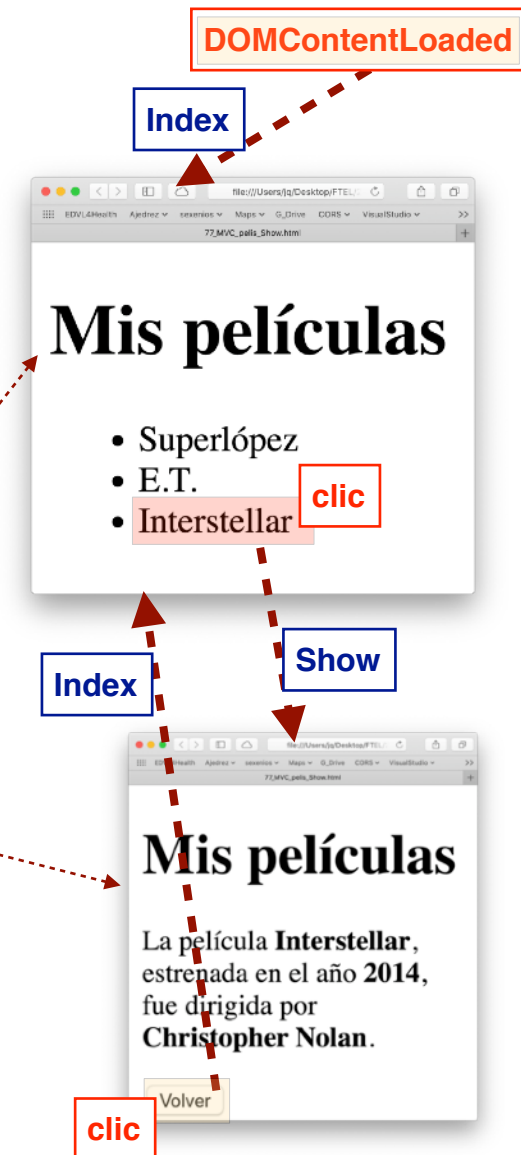 DOMContentLoaded
Index
file:///Users/jq/Desktop/FTEL/
EDVL4Health Ajedrez sexenios Maps G_Drive CORS VisualStudio >>
77_MVC_pelis_Show.html +
Mis películas
• Superlópez
• E.T.
• Interstellar
clic
Show
Index
file:///Users/jq/Desktop/FTEL/
Ajedrez sexenios Maps G_Drive CORS VisualStudio >>
77_MVC_pelis_Show.html +
Mis películas
La película Interstellar,
estrenada en el año 2014,
fue dirigida por
Christopher Nolan.
Volver
clic